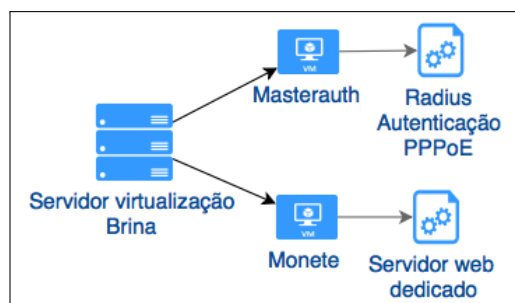 VM
Masterauth
Radius
Autenticação
PPPoE
Servidor virtualização
Brina
VM
Monete
Servidor web
dedicado